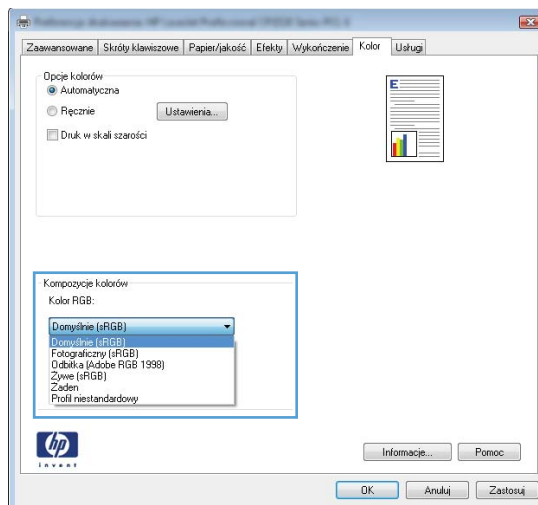 Zaawansowane Skróty klawiszowe Papier/jakość Efekty Wykończenie Kolor Usługi
Opcje kolorów
Automatyczna
Ręcznie
Ustawienia...
Druk w skali szarości
E
Kompozycje kolorów
Kolor RGB:
Domyślnie (sRGB)
Domyślnie (sRGB)
Fotograficzny (sRGB)
Odbitka (Adobe RGB 1998)
Żywe (sRGB)
Żaden
Profil niestandardowy
hp
invent
Informacje... Pomoc
OK Anuluj Zastosuj